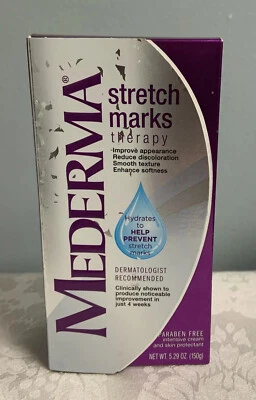 MEDERMA®
stretch
marks
therapy
Improve appearance
Reduce discoloration
Smooth texture
Enhance softness
Hydrates to
HELP
PREVENT
stretch
marks
DERMATOLOGIST
RECOMMENDED
Clinically shown to
produce noticeable
improvement in
just 4 weeks
PARABEN FREE
intensive cream
and skin protectant
NET WT. 5.29 OZ (150g)